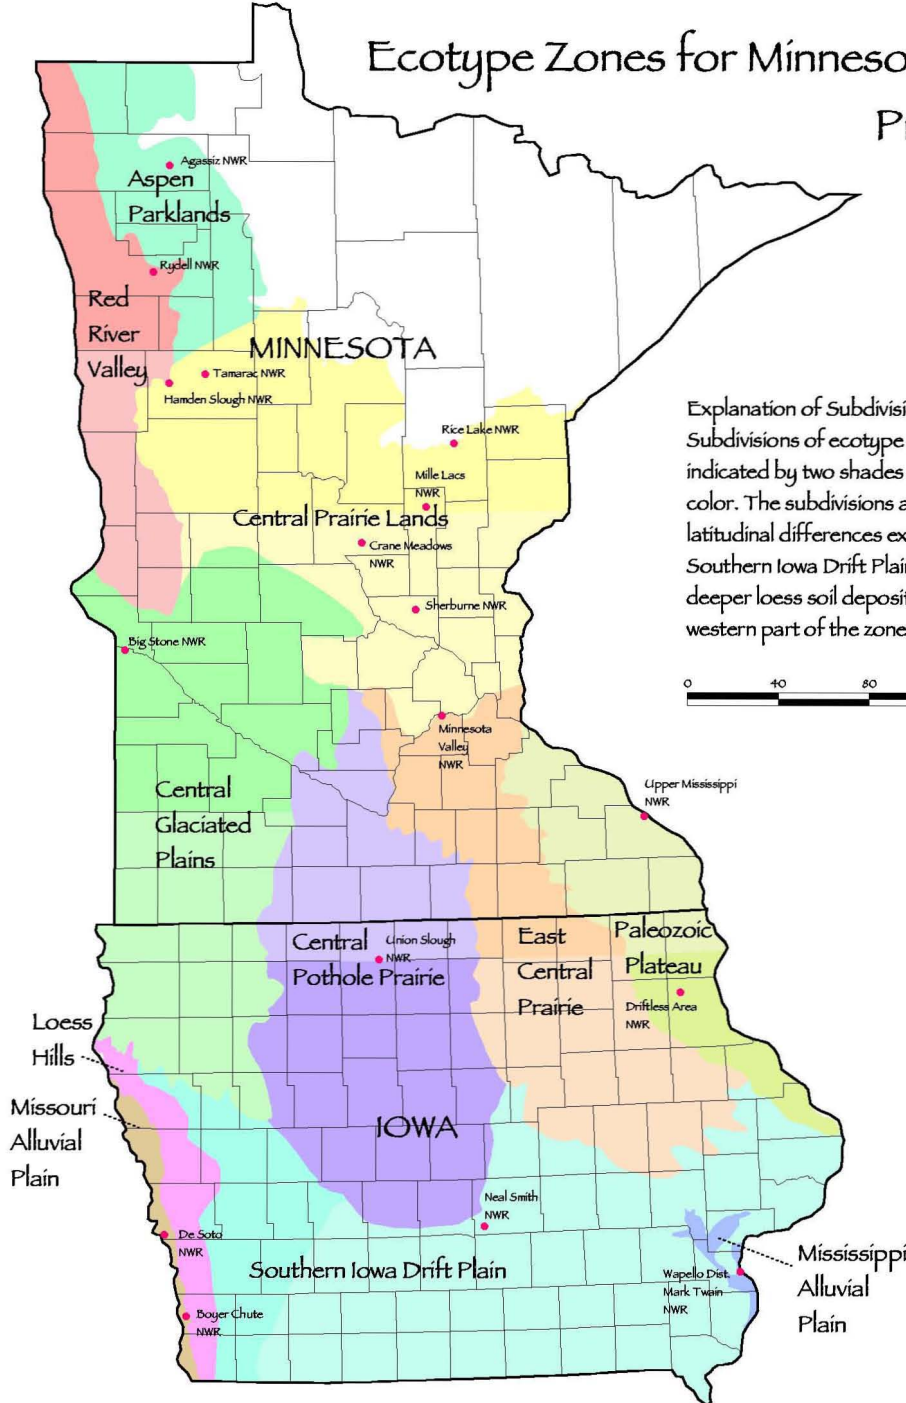 Ecotype Zones for Minneso
Pr
Agassiz NWR
Aspen
Parklands
Rydell NWR
Red
River
Valley
MINNESOTA
Tamarac NWR
Hamden Slough NWR
Explanation of Subdivisi
Subdivisions of ecotype
indicated by two shades
color. The subdivisions a
latitudinal differences ex
Southern Iowa Drift Plain
deeper loess soil deposit
western part of the zone
0 40 80
Rice Lake NWR
Mille Lacs
NWR
Central Prairie Lands
Crane Meadows
NWR
Sherburne NWR
Big Stone NWR
Minnesota
Valley
NWR
Central
Glaciated
Plains
Upper Mississippi
NWR
Central
Pothole Prairie
Union Slough
NWR
East
Central
Prairie
Paleozoic
Plateau
Driftless Area
NWR
Loess
Hills
Missouri
Alluvial
Plain
IOWA
Neal Smith
NWR
De Soto
NWR
Southern Iowa Drift Plain
Wapello Dist.
Mark Twain
NWR
Mississippi
Alluvial
Plain
Boyer Chute
NWR